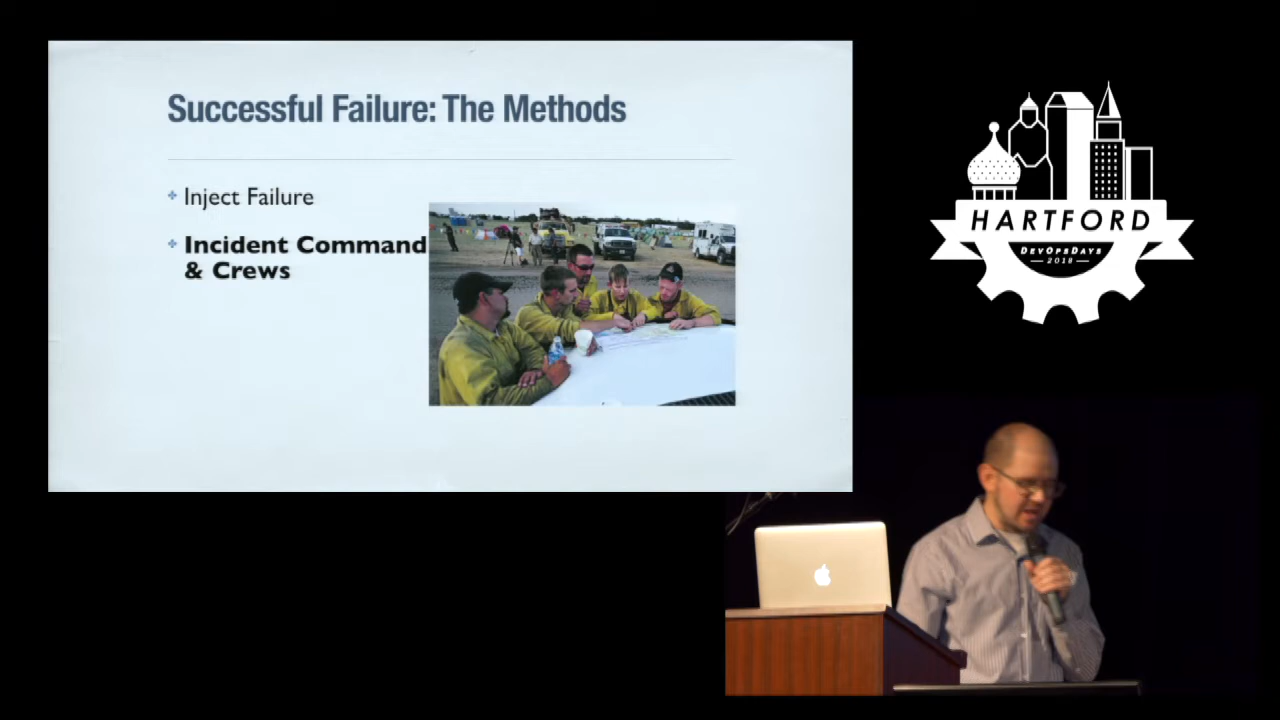 Successful Failure: The Methods
Inject Failure
Incident Command
& Crews
HARTFORD
DEVOPSDAYS
2018